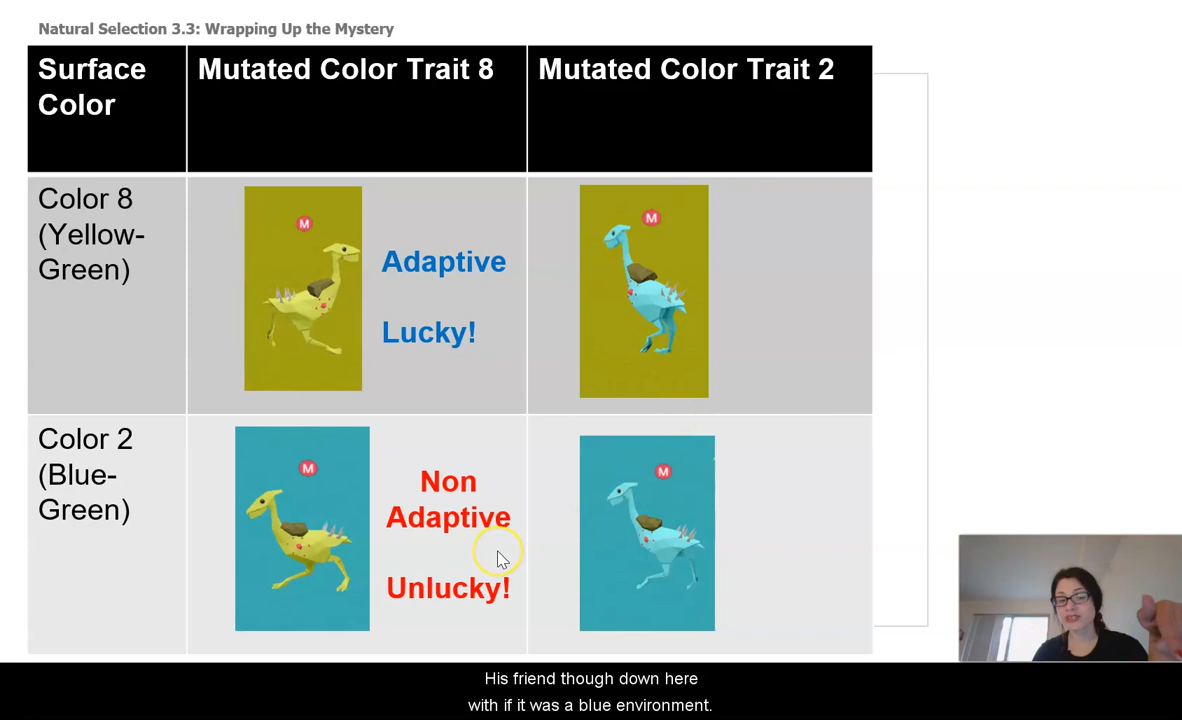 Natural Selection 3.3: Wrapping Up the Mystery
Surface
Color
Mutated Color Trait 8
Mutated Color Trait 2
Color 8
(Yellow-
Green)
M
Adaptive
Lucky!
M
Color 2
(Blue-
Green)
M
Non
Adaptive
Unlucky!
M
His friend though down here
with if it was a blue environment.